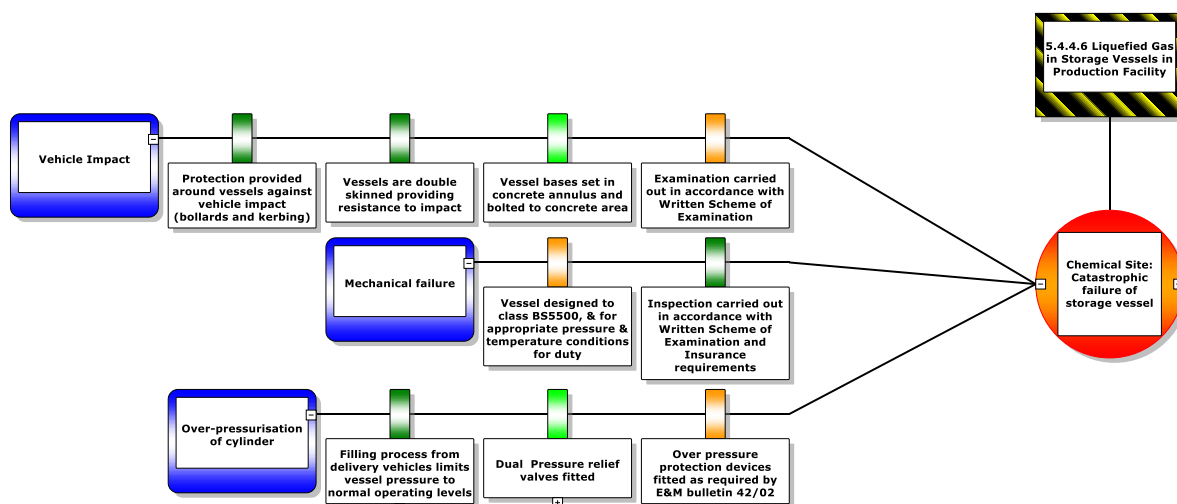 5.4.4.6 Liquefied Gas
in Storage Vessels in
Production Facility
Vehicle Impact
Protection provided
around vessels against
vehicle impact
(bollards and kerbing)
Vessels are double
skinned providing
resistance to impact
Vessel bases set in
concrete annulus and
bolted to concrete area
Examination carried
out in accordance with
Written Scheme of
Examination
Mechanical failure
Vessel designed to
class BS5500, & for
appropriate pressure &
temperature conditions
for duty
Inspection carried out
in accordance with
Written Scheme of
Examination and
Insurance
requirements
Chemical Site:
Catastrophic
failure of
storage vessel
Over-pressurisation
of cylinder
Filling process from
delivery vehicles limits
vessel pressure to
normal operating levels
Dual  Pressure relief
valves fitted
Over pressure
protection devices
fitted as required by
E&M bulletin 42/02